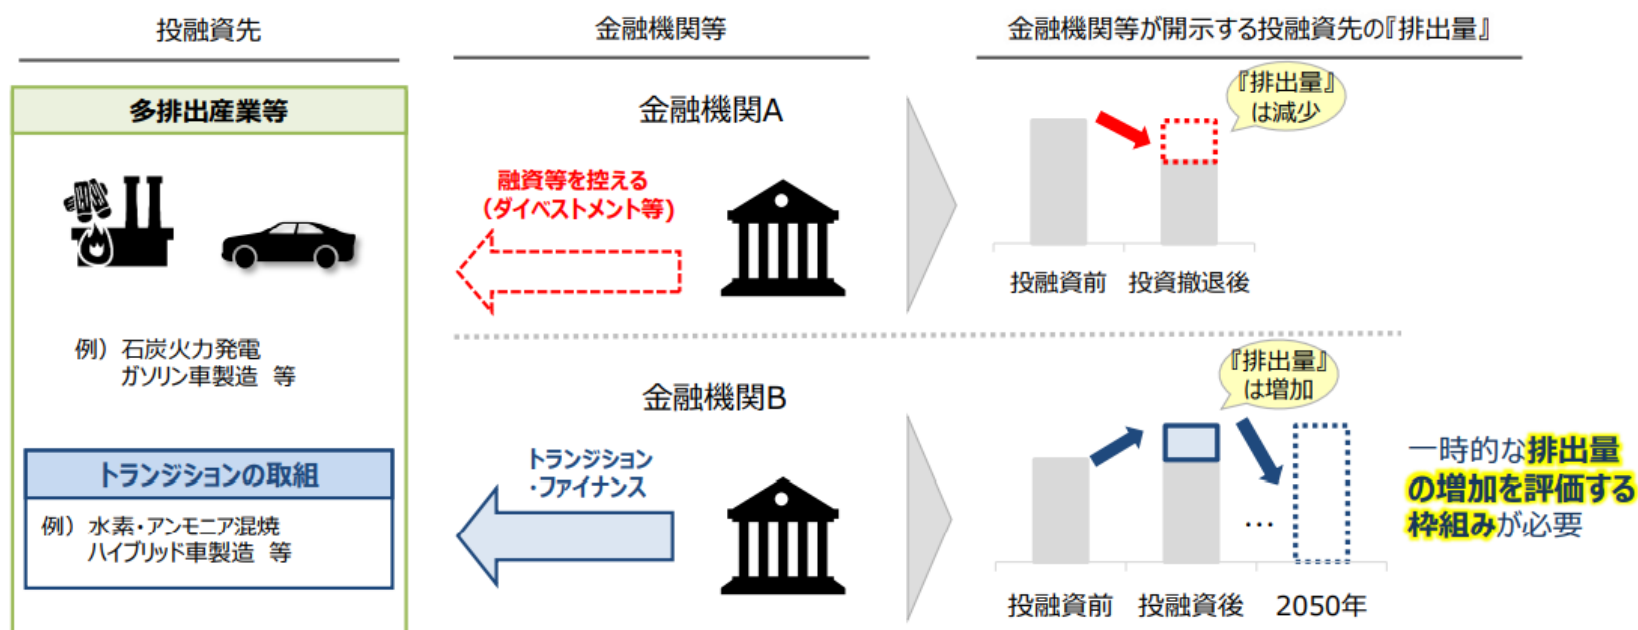 投融資先
金融機関等
金融機関等が開示する投融資先の『排出量』
多排出産業等
例）石炭火力発電
ガソリン車製造 等
トランジションの取組
例）水素・アンモニア混焼
ハイブリッド車製造 等
金融機関A
融資等を控える
（ダイベストメント等)
『排出量』
は減少
投融資前
投資撤退後
金融機関B
トランジション
・ファイナンス
『排出量』
は増加
…
投融資前
投融資後
2050年
一時的な排出量
の増加を評価する
枠組みが必要